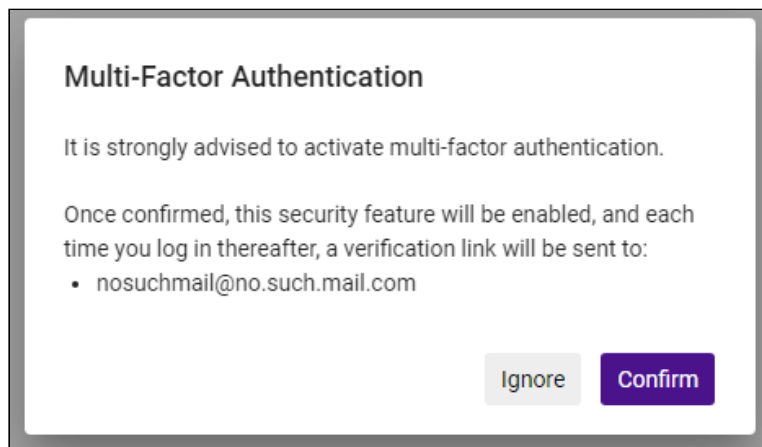 Multi-Factor Authentication
It is strongly advised to activate multi-factor authentication.
Once confirmed, this security feature will be enabled, and each
time you log in thereafter, a verification link will be sent to:
• nosuchmail@no.such.mail.com
Ignore Confirm